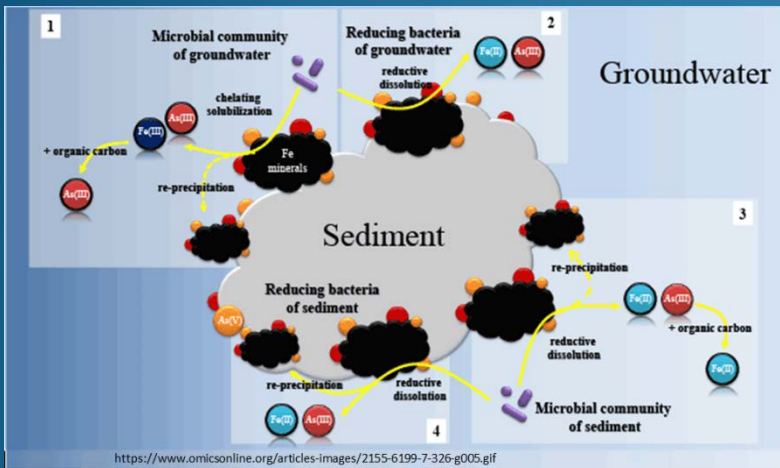 1
Microbial community
of groundwater
chelating
solubilization
Fe(III)
As(III)
+ organic carbon
As(III)
re-precipitation
Fe
minerals
2
Reducing bacteria
of groundwater
reductive
dissolution
Fe(II)
As(III)
Groundwater
Sediment
3
re-precipitation
Fe(II)
As(III)
+ organic carbon
reductive
dissolution
Fe(II)
Microbial community
of sediment
Reducing bacteria
of sediment
As(V)
re-precipitation
reductive
dissolution
Fe(II)
As(III)
4
https://www.omicsonline.org/articles-images/2155-6199-7-326-g005.gif